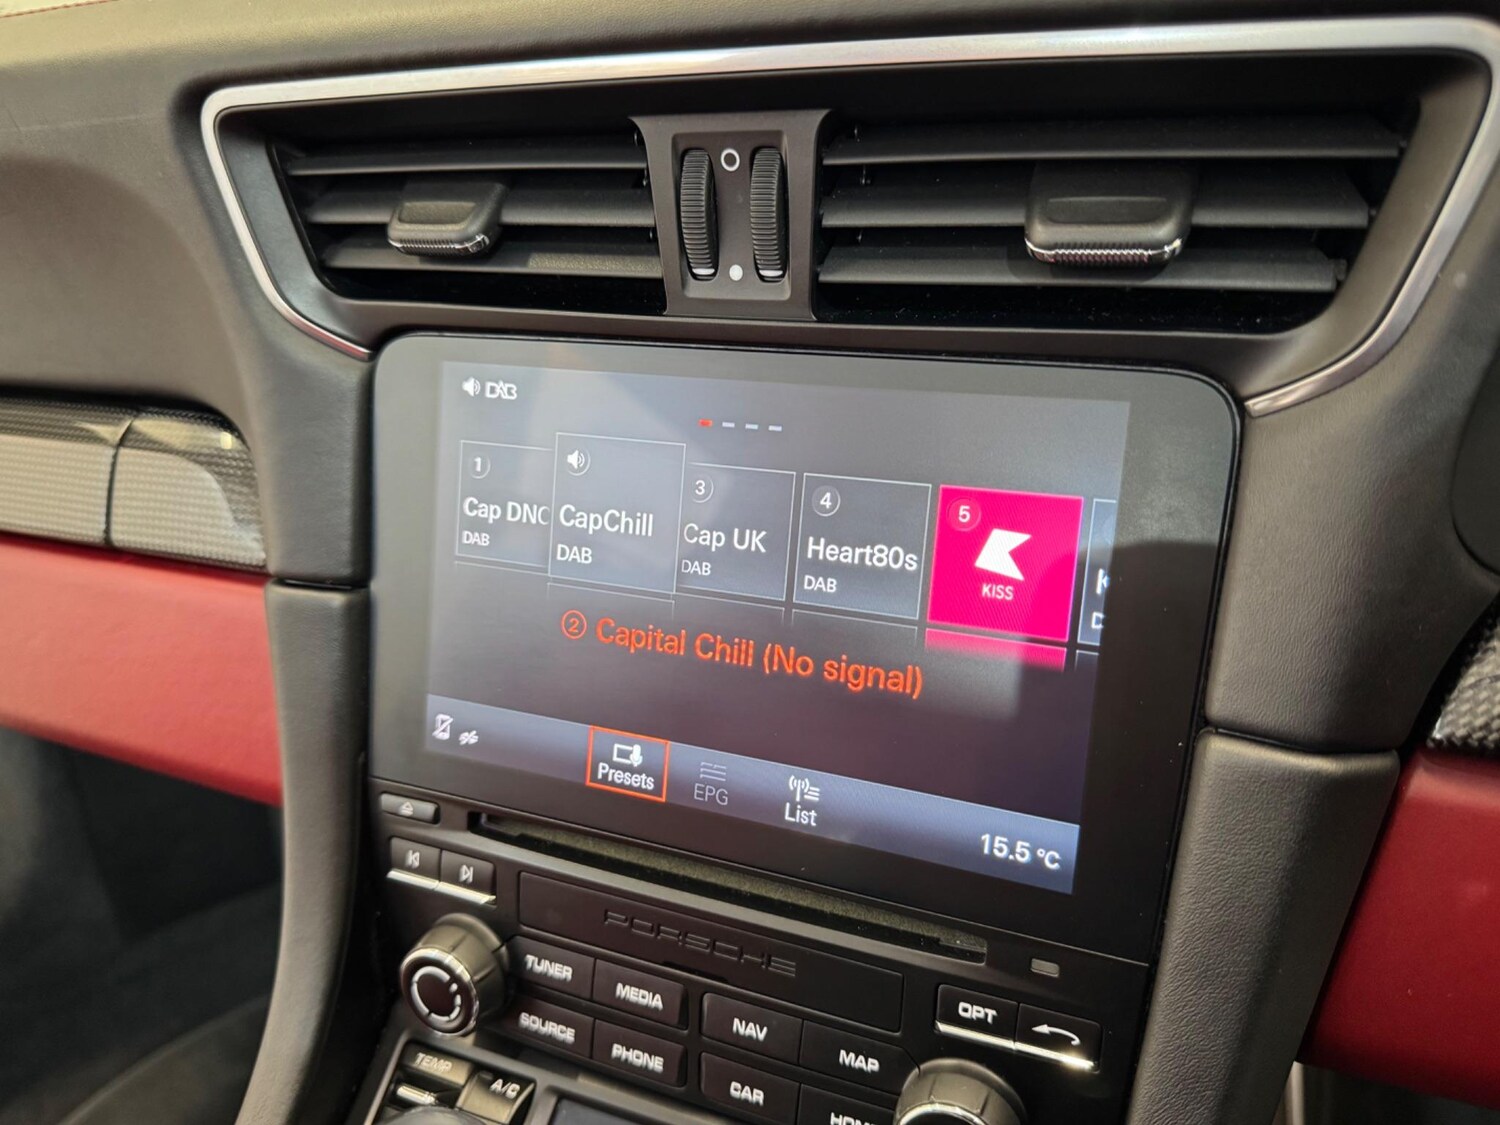 DAB
1
Cap DNC
DAB
CapChill
DAB
3
Cap UK
DAB
4
Heart80s
DAB
5
KISS
2 Capital Chill (No signal)
Presets
EPG
List
15.5 °C
PORSCHE
TUNER
MEDIA
SOURCE
PHONE
NAV
MAP
CAR
OPT
TEMP
A/C